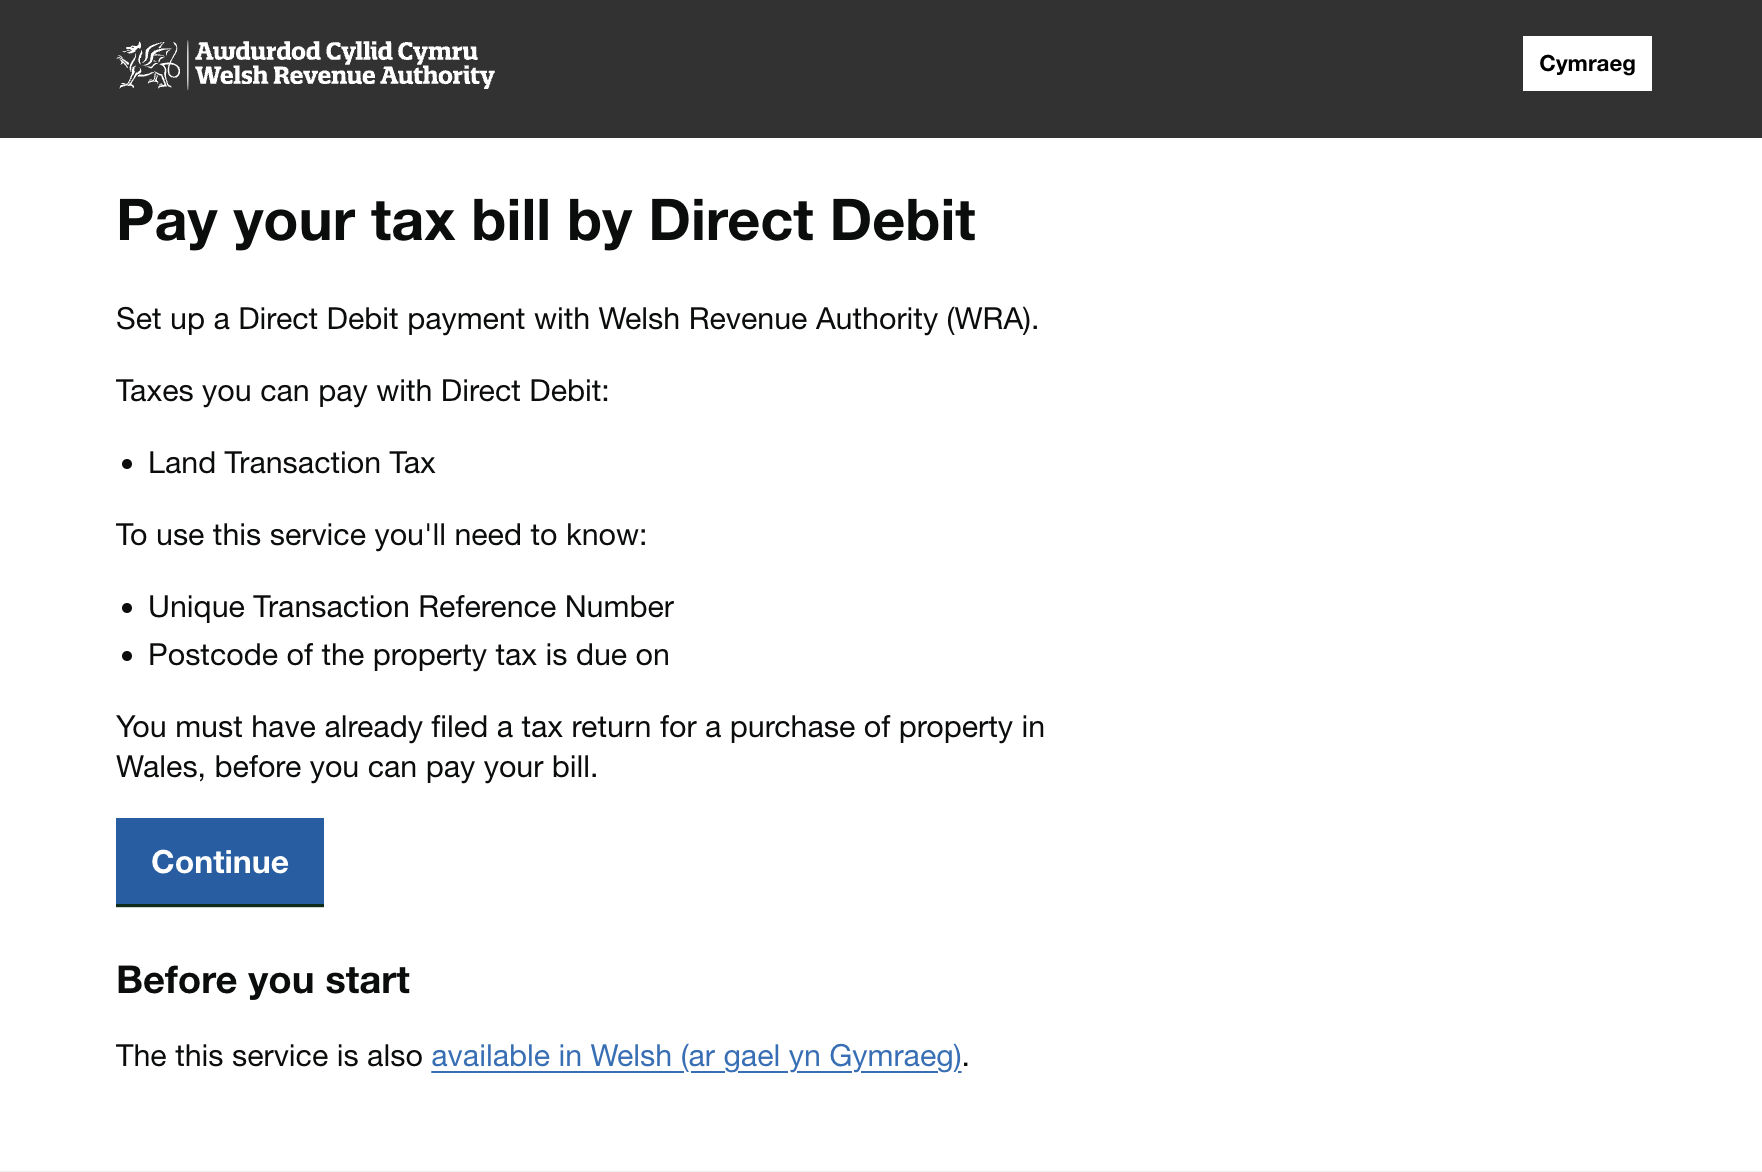 Awdurdod Cyllid Cymru
Welsh Revenue Authority
Cymraeg
Pay your tax bill by Direct Debit
Set up a Direct Debit payment with Welsh Revenue Authority (WRA).
Taxes you can pay with Direct Debit:
• Land Transaction Tax
To use this service you'll need to know:
• Unique Transaction Reference Number
• Postcode of the property tax is due on
You must have already filed a tax return for a purchase of property in
Wales, before you can pay your bill.
Continue
Before you start
The this service is also available in Welsh (ar gael yn Gymraeg).